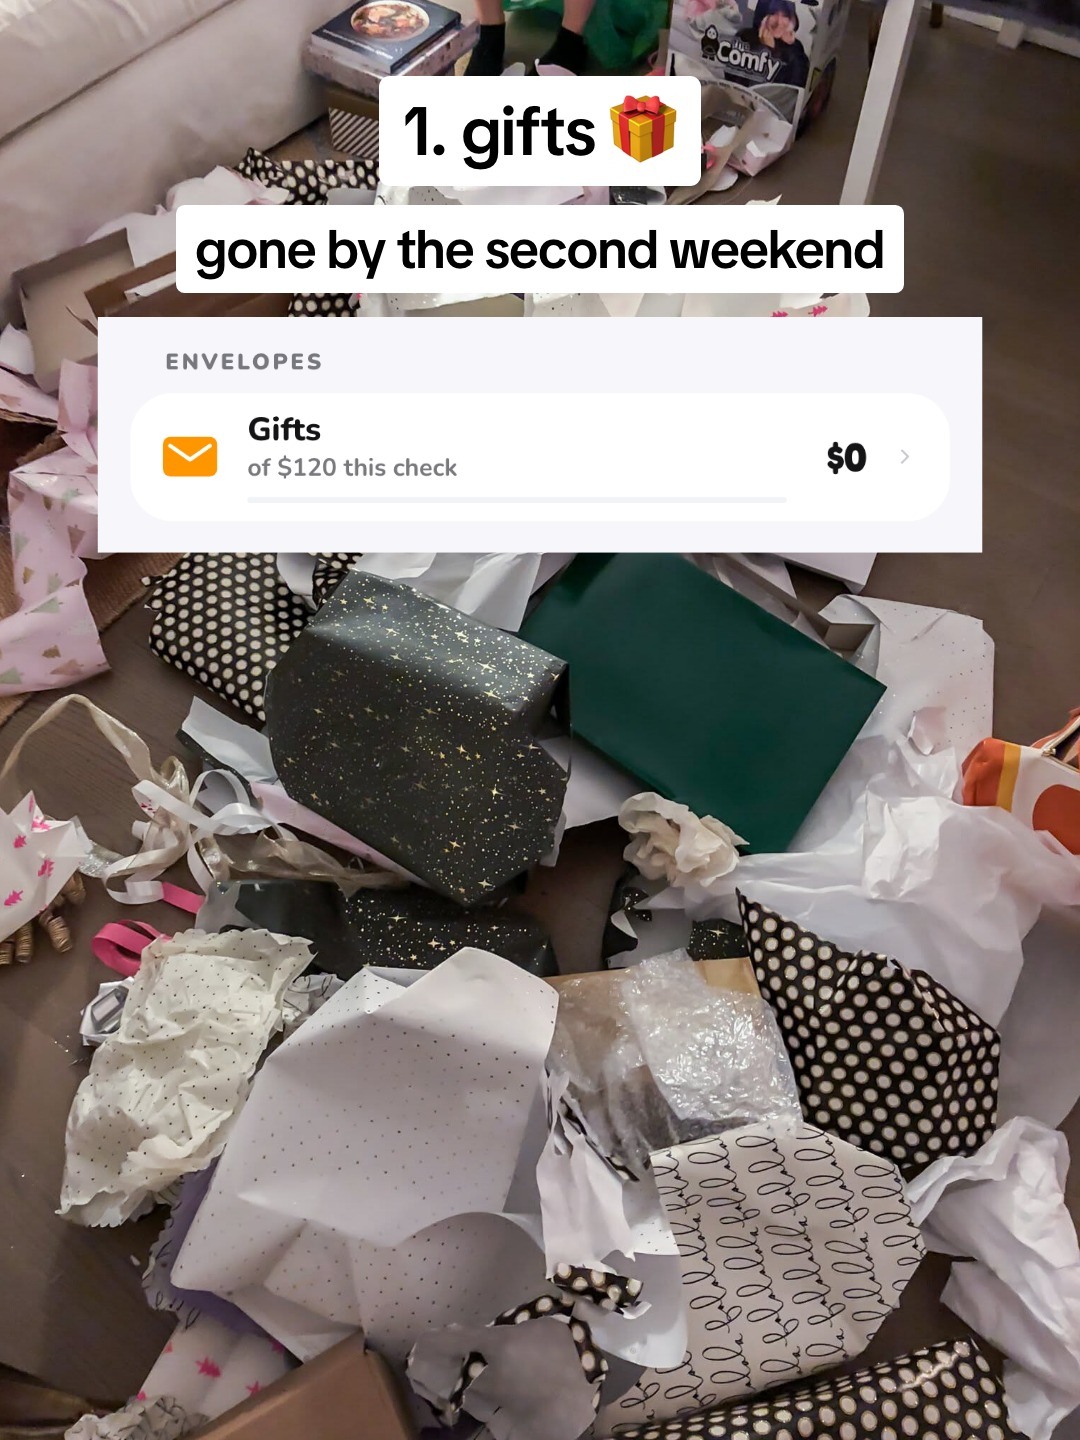 The
Comfy
1. gifts 🎁
gone by the second weekend
ENVELOPES
Gifts
of $120 this check
$0